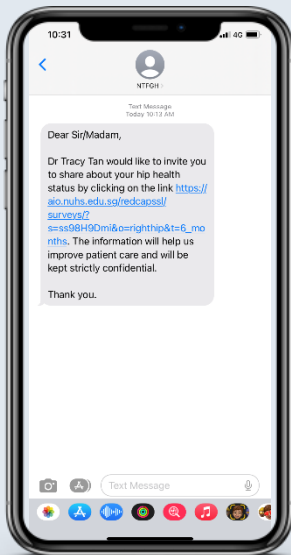 10:31
4G
NTFGH
Text Message
Today 10:13 AM
Dear Sir/Madam,
Dr Tracy Tan would like to invite you
to share about your hip health
status by clicking on the link https://
aio.nuhs.edu.sg/redcapssl/
surveys/?
s=ss98H9Dmi&o=righthip&t=6_mo
nths. The information will help us
improve patient care and will be
kept strictly confidential.
Thank you.
Text Message